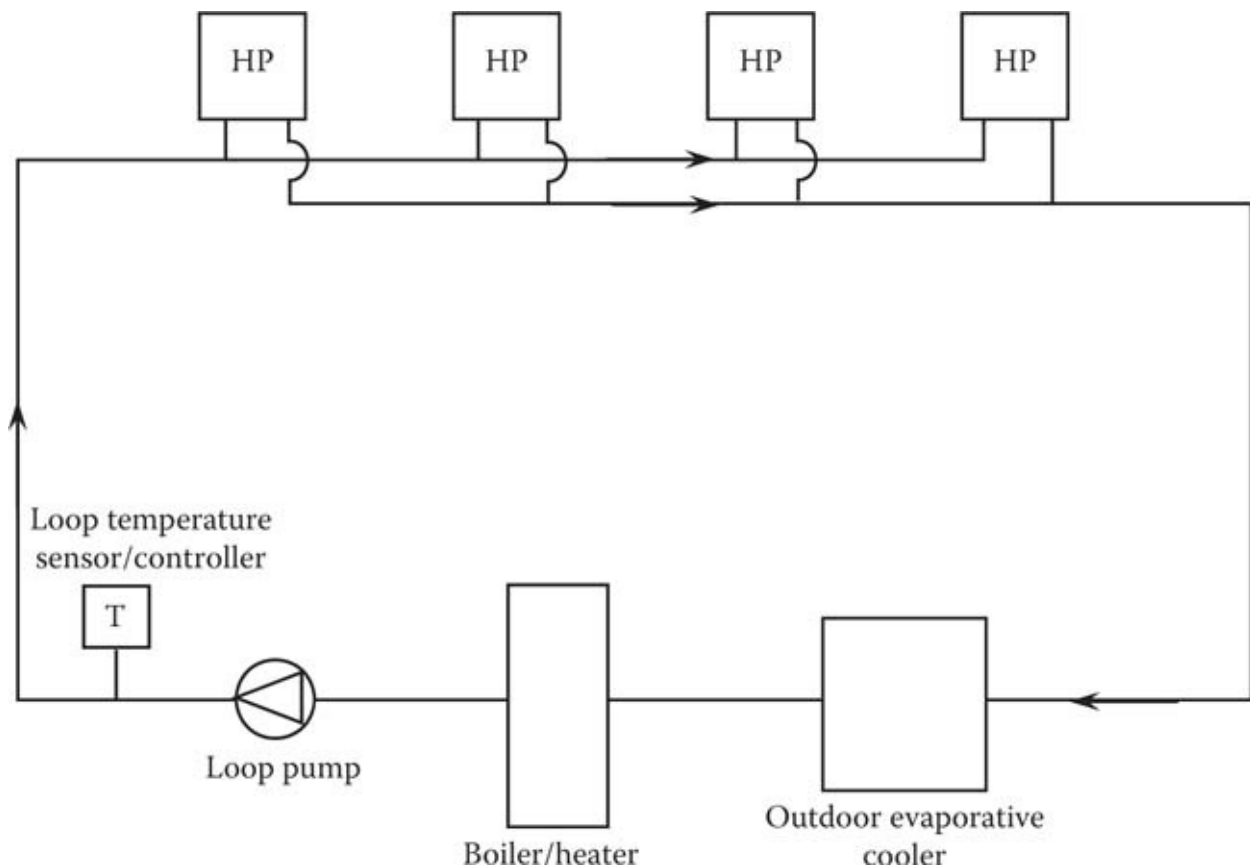 HP
HP
HP
HP
Loop temperature
sensor/controller
T
Loop pump
Boiler/heater
Outdoor evaporative
cooler